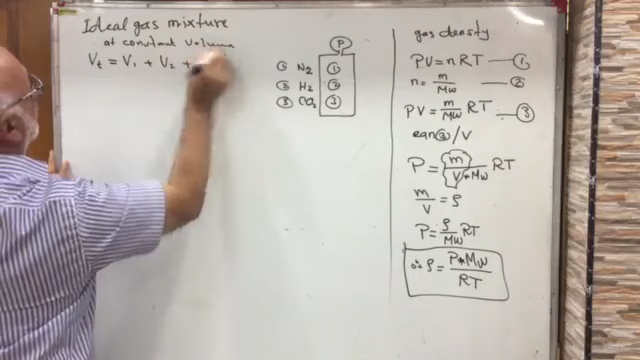 Ideal gas mixture
at constant volume
Vt = V1 + V2 +
P
① N2 ①
② H2 ②
③ CO2 ③
gas density
PV = n RT — ①
n = m/MW — ②
PV = m/MW RT — ③
eqn ③ / V
P = m/(V * MW) RT
m/V = ρ
P = ρ/MW RT
∴ ρ = P * MW / RT